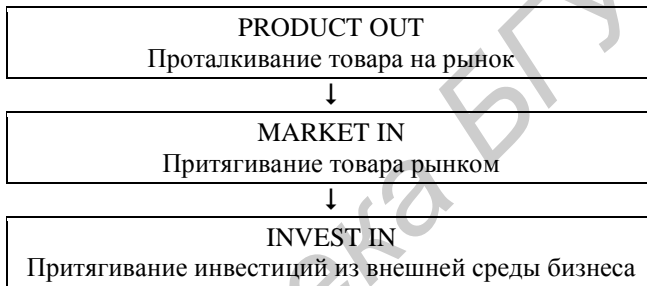 PRODUCT OUT
Проталкивание товара на рынок
↓
MARKET IN
Притягивание товара рынком
↓
INVEST IN
Притягивание инвестиций из внешней среды бизнеса